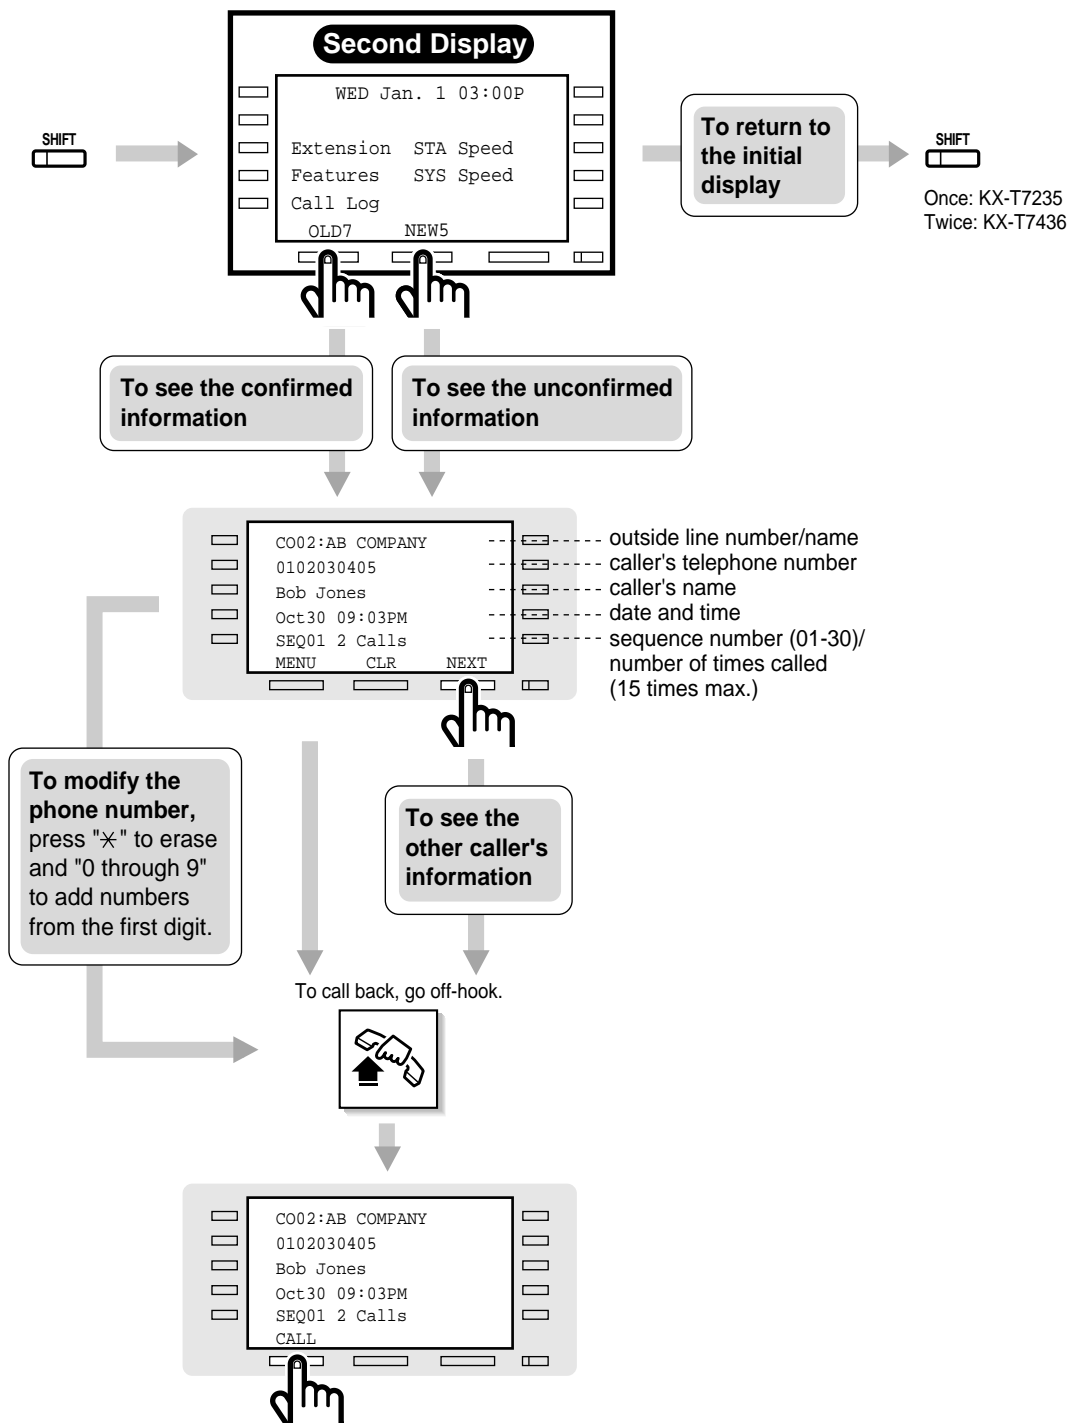 Second Display
WED Jan. 1 03:00P
Extension STA Speed
Features SYS Speed
Call Log
OLD7 NEW5
SHIFT
To return to
the initial
display
SHIFT
Once: KX-T7235
Twice: KX-T7436
To see the confirmed
information
To see the unconfirmed
information
CO02:AB COMPANY
0102030405
Bob Jones
Oct30 09:03PM
SEQ01 2 Calls
MENU CLR NEXT
outside line number/name
caller's telephone number
caller's name
date and time
sequence number (01-30)/
number of times called
(15 times max.)
To modify the
phone number,
press "✳" to erase
and "0 through 9"
to add numbers
from the first digit.
To see the
other caller's
information
To call back, go off-hook.
CO02:AB COMPANY
0102030405
Bob Jones
Oct30 09:03PM
SEQ01 2 Calls
CALL